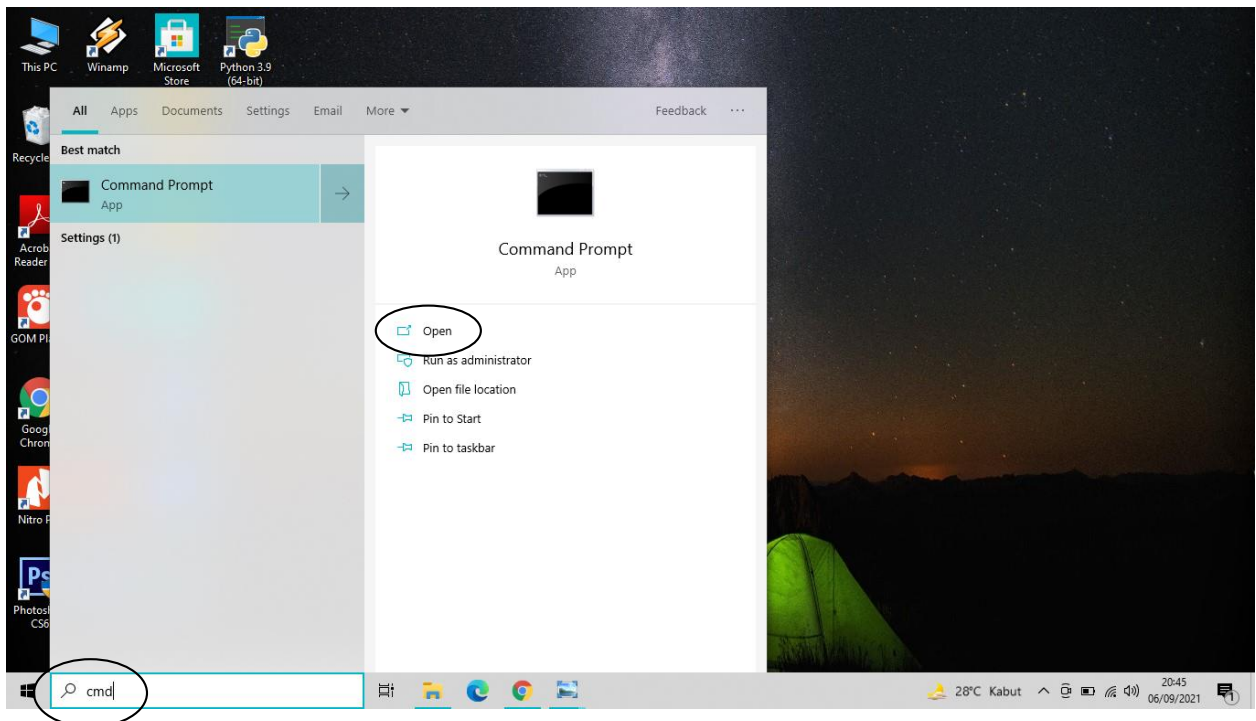 This PC
Winamp
Microsoft
Store
Python 3.9
(64-bit)
All Apps Documents Settings Email More Feedback ...
Recycle
Best match
Command Prompt
App
Settings (1)
Command Prompt
App
Acrob
Reader
Open
Run as administrator
Open file location
Pin to Start
Pin to taskbar
GOM Pl
Goog
Chron
Nitro P
Ps
Photosl
CS6
cmd
28°C Kabut
20:45
06/09/2021
1